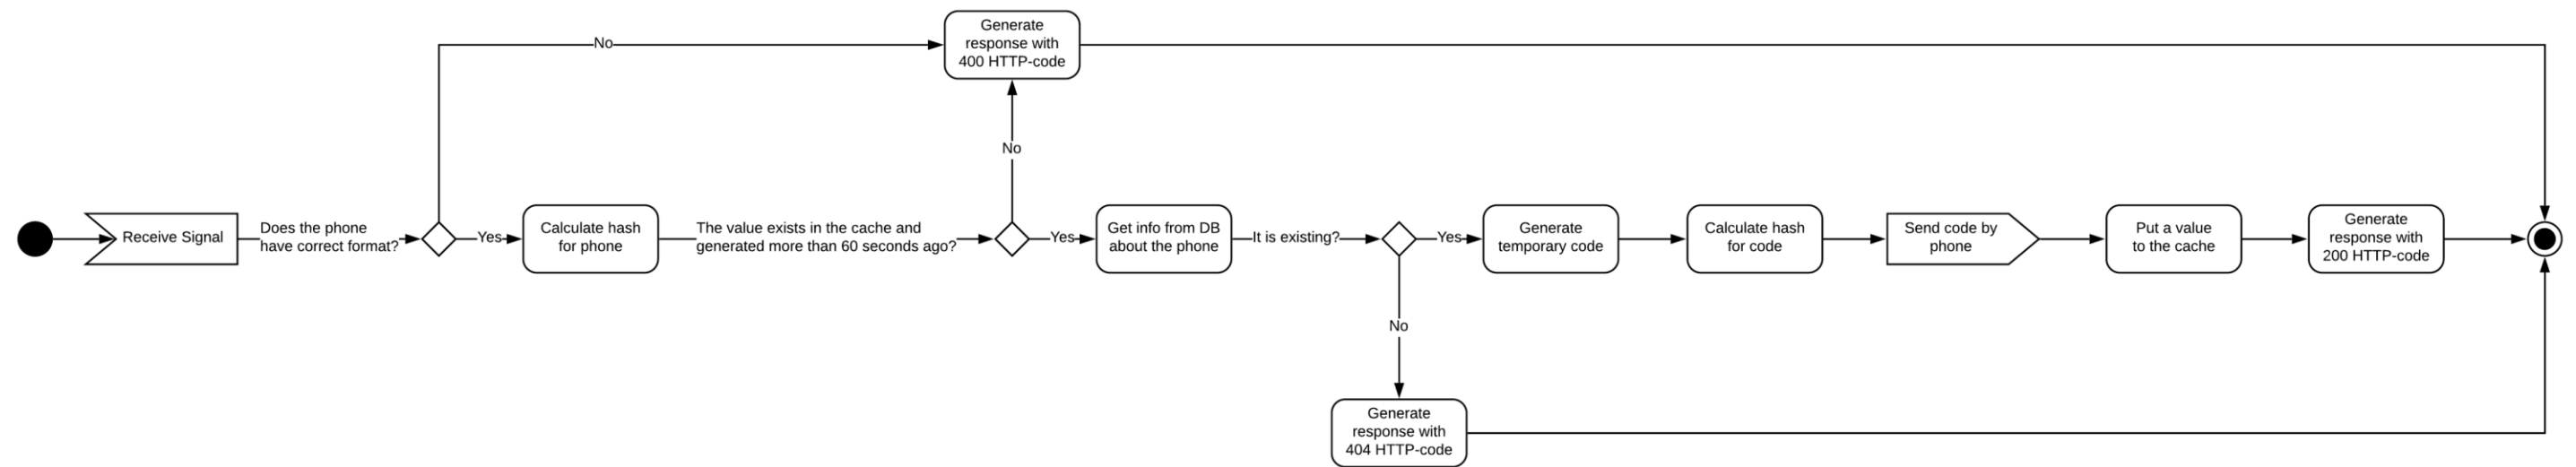 Generate
response with
400 HTTP-code
No
No
Receive Signal
Does the phone
have correct format?
Yes
Calculate hash
for phone
The value exists in the cache and
generated more than 60 seconds ago?
Yes
Get info from DB
about the phone
It is existing?
Yes
Generate
temporary code
Calculate hash
for code
Send code by
phone
Put a value
to the cache
Generate
response with
200 HTTP-code
No
Generate
response with
404 HTTP-code